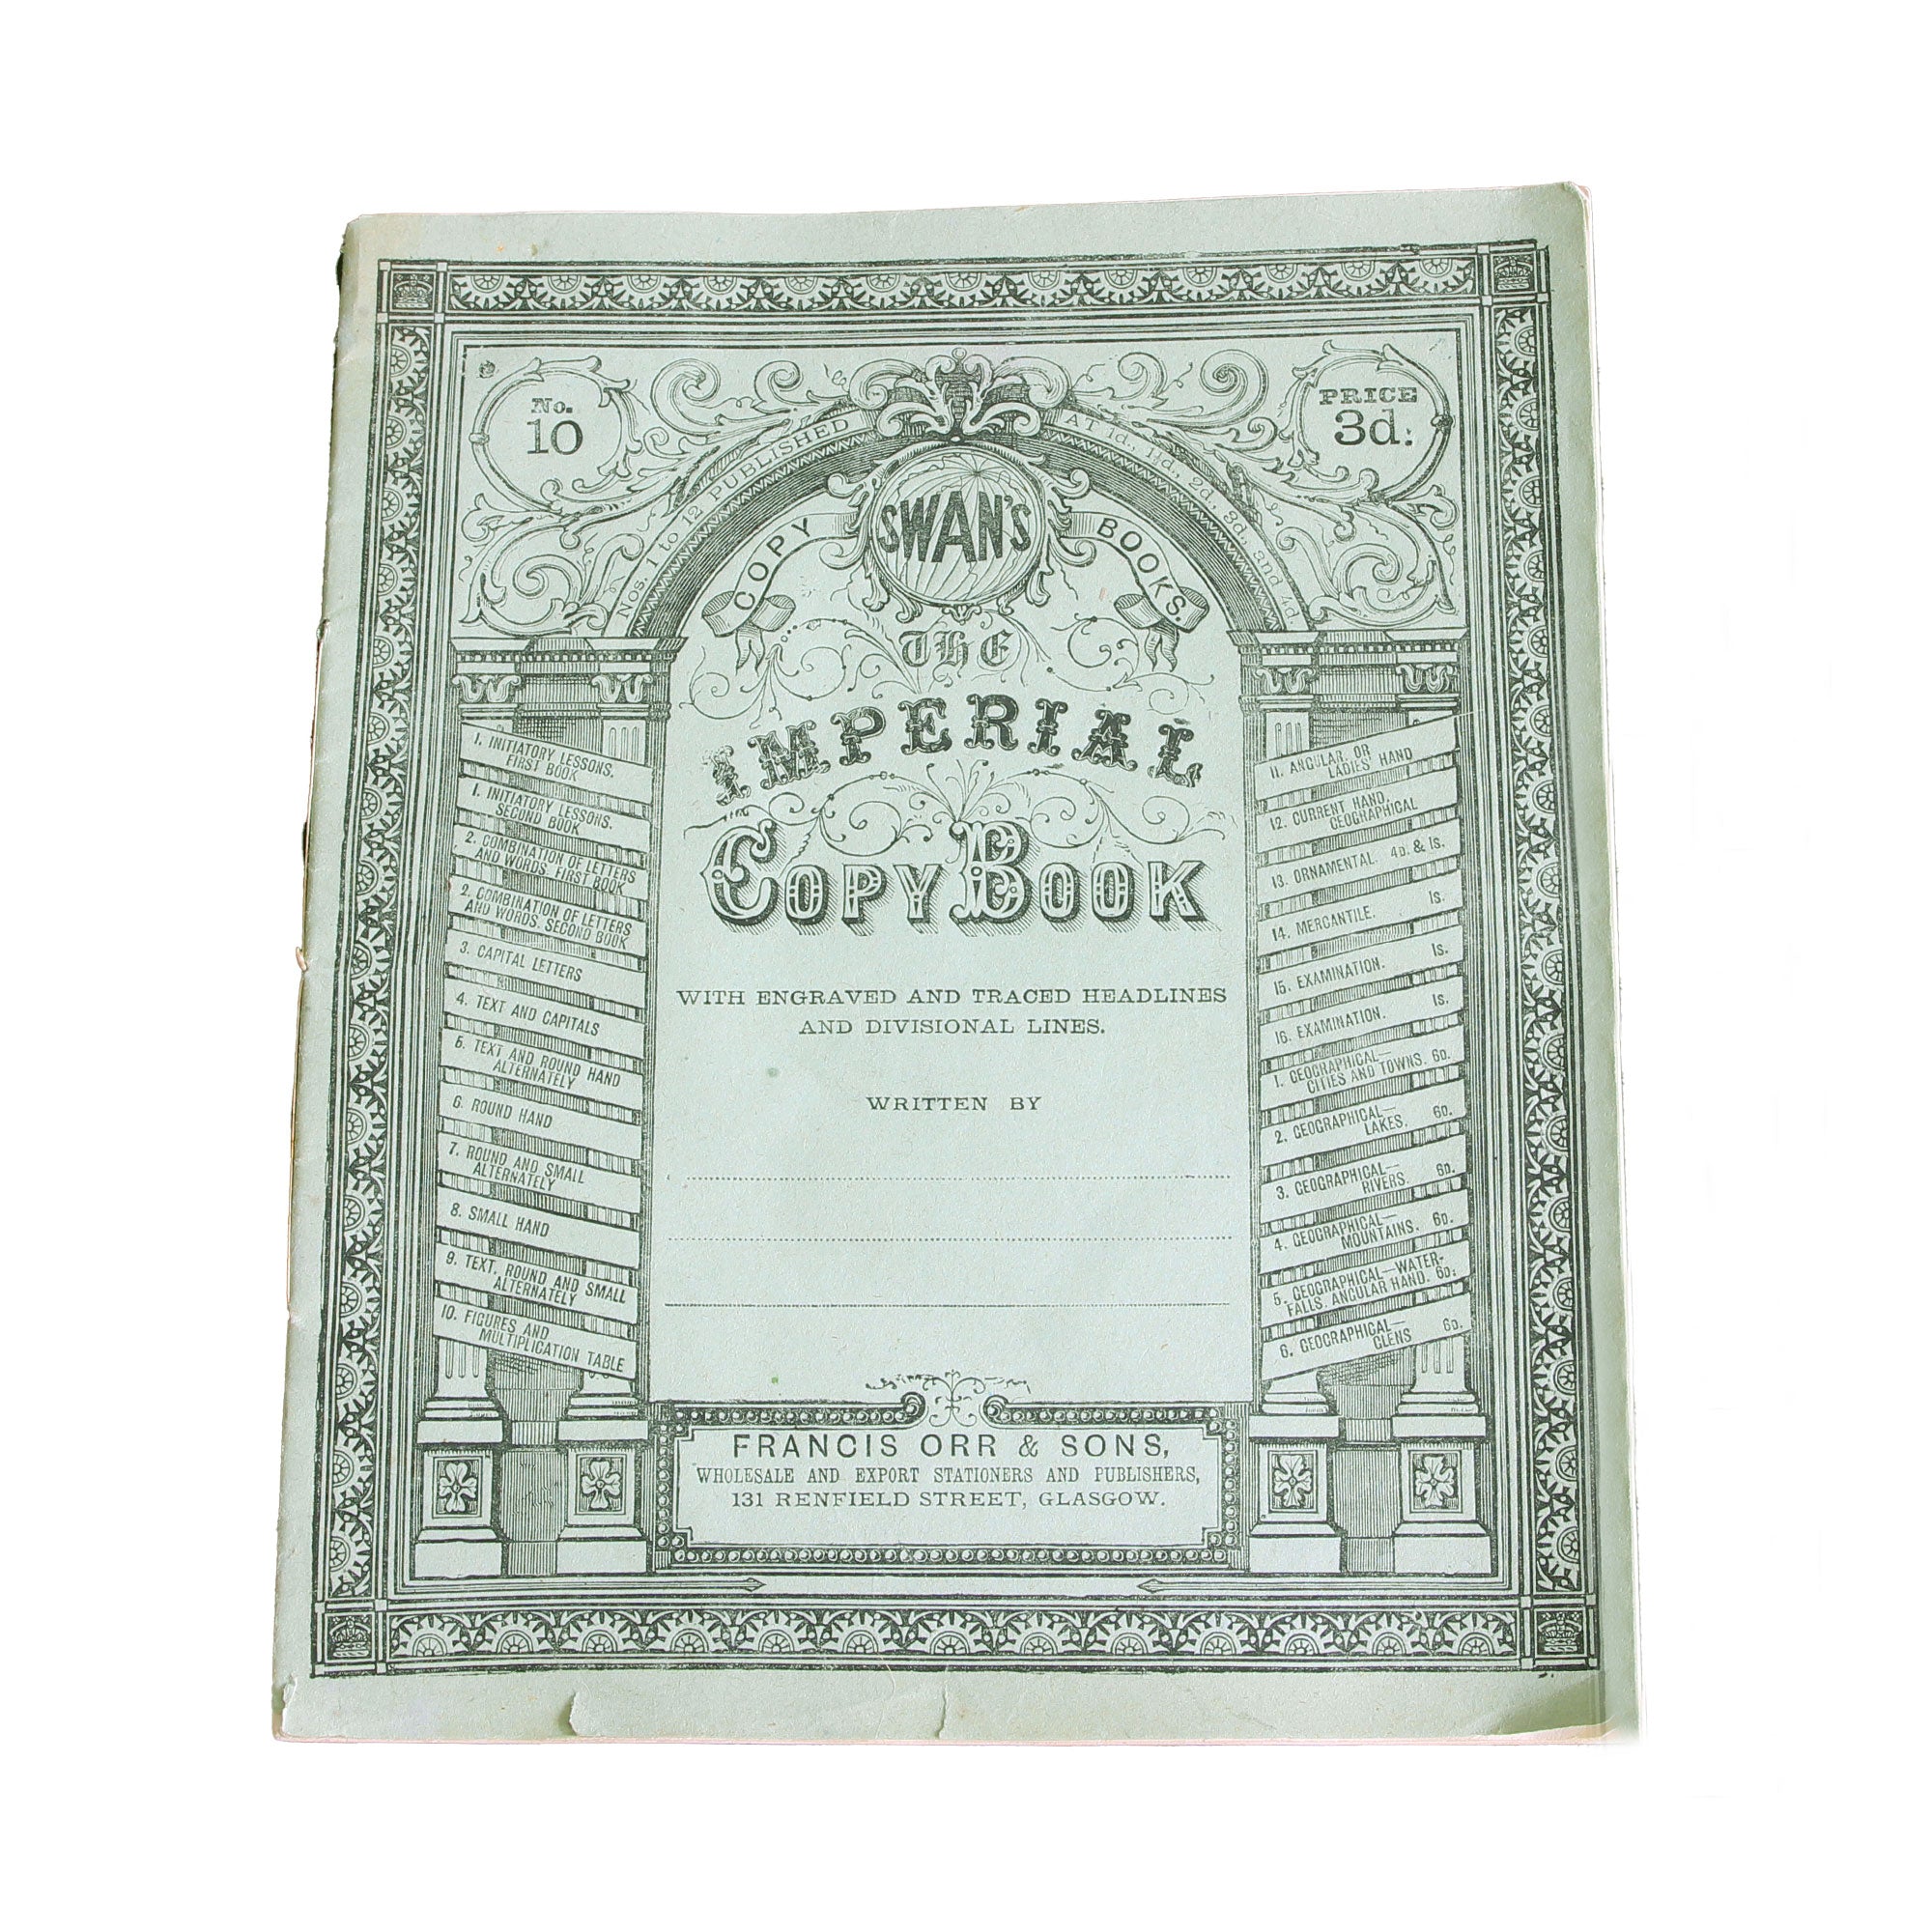 No.
10
PRICE
3d.
Nos. 1 to 12 PUBLISHED AT 1d. 1½d., 2d., 3d., and by
COPY SWAN'S BOOKS.
THE
IMPERIAL
COPY BOOK
WITH ENGRAVED AND TRACED HEADLINES
AND DIVISIONAL LINES.
WRITTEN BY
1. INITIATORY LESSONS.
FIRST BOOK
1. INITIATORY LESSONS.
SECOND BOOK
2. COMBINATION OF LETTERS
AND WORDS. FIRST BOOK
2. COMBINATION OF LETTERS
AND WORDS. SECOND BOOK
3. CAPITAL LETTERS
4. TEXT AND CAPITALS
5. TEXT AND ROUND HAND
ALTERNATELY
6. ROUND HAND
7. ROUND AND SMALL
ALTERNATELY
8. SMALL HAND
9. TEXT, ROUND AND SMALL
ALTERNATELY
10. FIGURES AND
MULTIPLICATION TABLE
11. ANGULAR, OR
LADIES HAND
12. CURRENT HAND,
GEOGRAPHICAL
13. ORNAMENTAL. 4D. & 1s.
14. MERCANTILE. 1s.
15. EXAMINATION. 1s.
16. EXAMINATION. 1s.
1. GEOGRAPHICAL—
CITIES AND TOWNS. 6D.
2. GEOGRAPHICAL— 6D.
LAKES.
3. GEOGRAPHICAL— 6D.
RIVERS.
4. GEOGRAPHICAL—
MOUNTAINS. 6D.
5. GEOGRAPHICAL—WATER-
FALLS. ANGULAR HAND. 6D.
6. GEOGRAPHICAL— 6D.
GLENS
FRANCIS ORR & SONS,
WHOLESALE AND EXPORT STATIONERS AND PUBLISHERS,
131 RENFIELD STREET, GLASGOW.